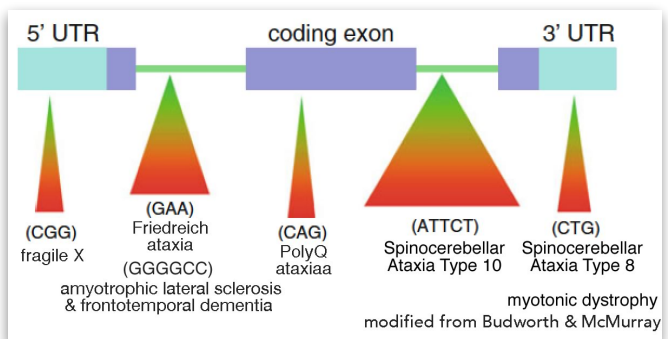 5' UTR
coding exon
3' UTR
(CGG)
fragile X
(GAA)
Friedreich
ataxia
(GGGGCC)
amyotrophic lateral sclerosis
& frontotemporal dementia
(CAG)
PolyQ
ataxiaa
(ATTCT)
Spinocerebellar
Ataxia Type 10
(CTG)
Spinocerebellar
Ataxia Type 8
myotonic dystrophy
modified from Budworth & McMurray